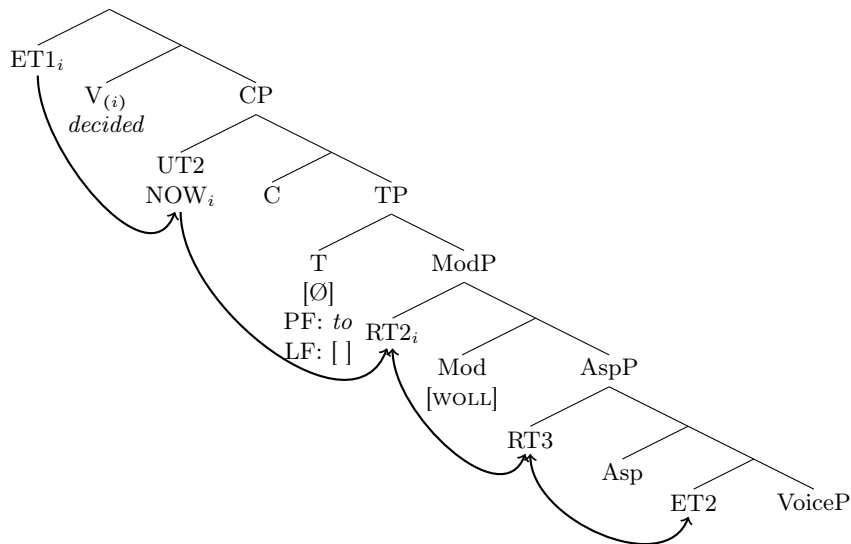 ET1ᵢ
V₍ᵢ₎ CP
decided
UT2
NOWᵢ C TP
T ModP
[Ø]
PF: to RT2ᵢ
LF: [ ] Mod AspP
[WOLL]
RT3
Asp
ET2 VoiceP